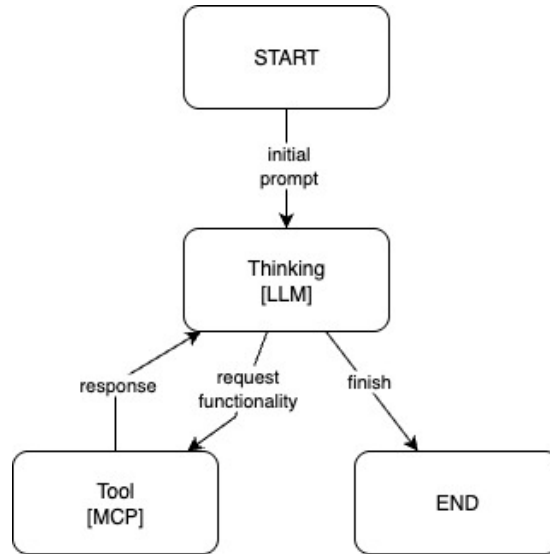 START
initial
prompt
Thinking
[LLM]
response
request
functionality
finish
Tool
[MCP]
END